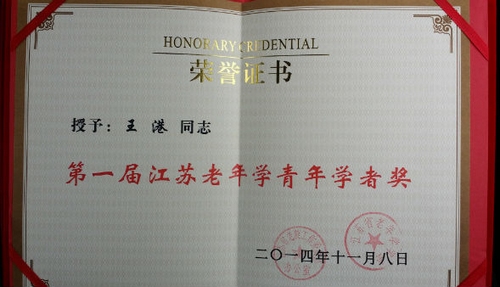 HONORARY CREDENTIAL
荣誉证书
授予：王港 同志
第一届江苏老年学青年学者奖
二〇一四年十一月八日